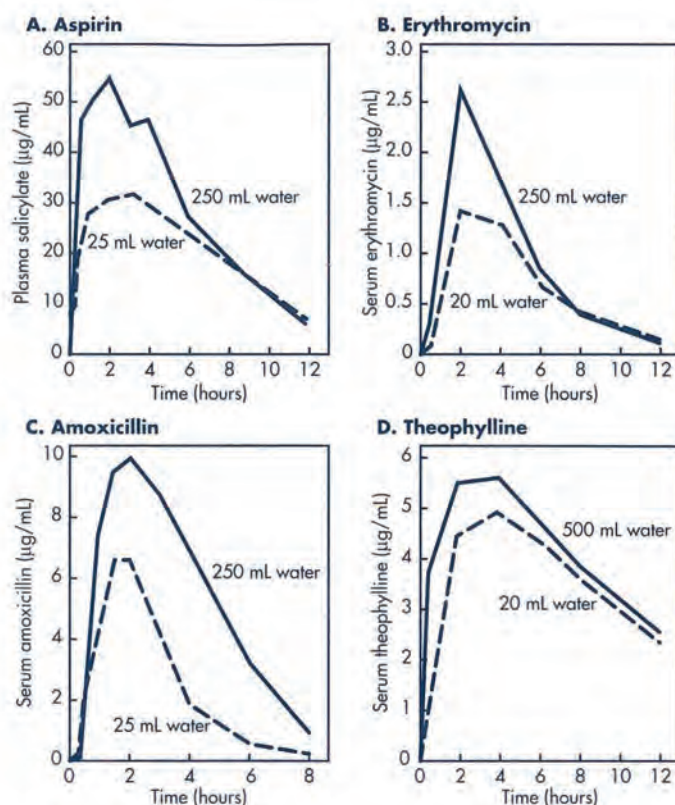 A. Aspirin
Plasma salicylate (μg/mL)
60
50
40
30
20
10
0
250 mL water
25 mL water
0 2 4 6 8 10 12
Time (hours)
B. Erythromycin
Serum erythromycin (μg/mL)
3.0
2.5
2.0
1.5
1.0
0.5
0
250 mL water
20 mL water
0 2 4 6 8 10 12
Time (hours)
C. Amoxicillin
Serum amoxicillin (μg/mL)
10
8
6
4
2
0
250 mL water
25 mL water
0 2 4 6 8
Time (hours)
D. Theophylline
Serum theophylline (μg/mL)
6
5
4
3
2
1
0
500 mL water
20 mL water
0 2 4 6 8 10 12
Time (hours)